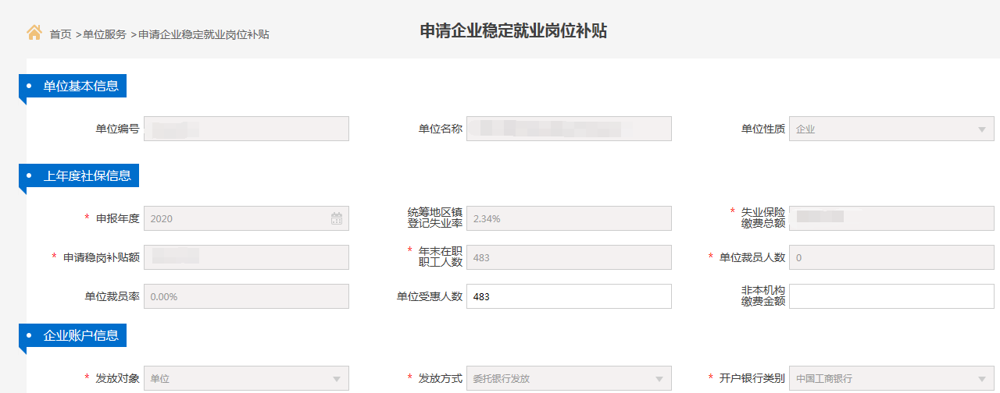 首页 >单位服务 >申请企业稳定就业岗位补贴
申请企业稳定就业岗位补贴
单位基本信息
单位编号
单位名称
单位性质 企业
上年度社保信息
* 申报年度 2020
统筹地区镇
登记失业率 2.34%
* 失业保险
缴费总额
* 申请稳岗补贴额
* 年末在职
职工人数 483
* 单位裁员人数 0
单位裁员率 0.00%
单位受惠人数 483
非本机构
缴费金额
企业账户信息
* 发放对象 单位
* 发放方式 委托银行发放
* 开户银行类别 中国工商银行